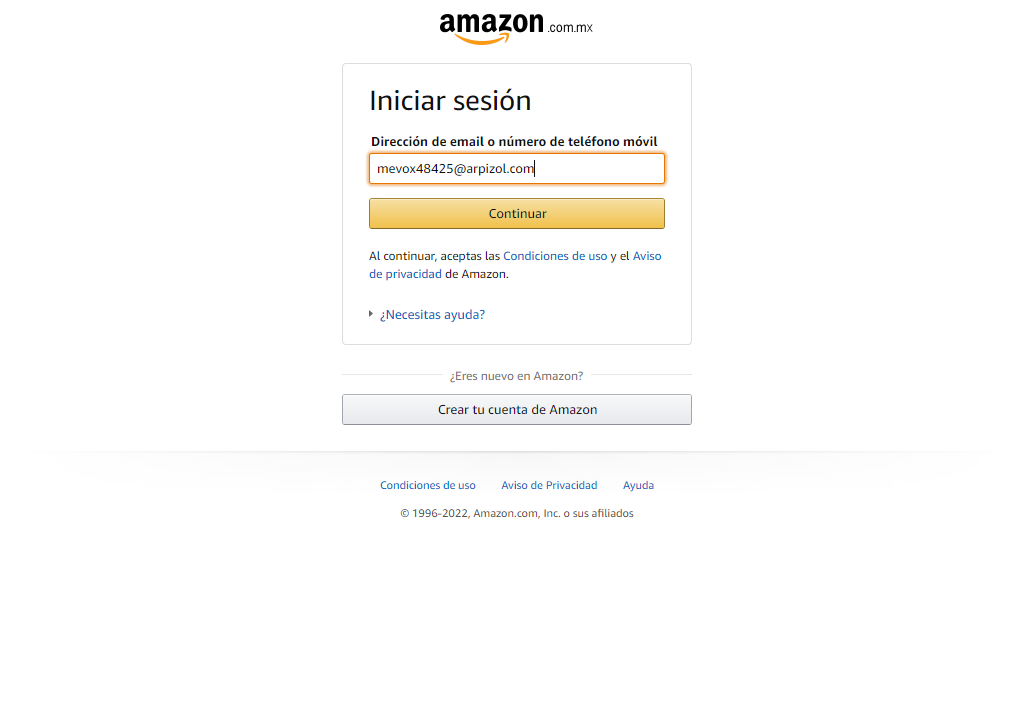 amazon.com.mx
Iniciar sesión
Dirección de email o número de teléfono móvil
mevox48425@arpizol.com
Continuar
Al continuar, aceptas las Condiciones de uso y el Aviso
de privacidad de Amazon.
¿Necesitas ayuda?
¿Eres nuevo en Amazon?
Crear tu cuenta de Amazon
Condiciones de uso Aviso de Privacidad Ayuda
© 1996-2022, Amazon.com, Inc. o sus afiliados